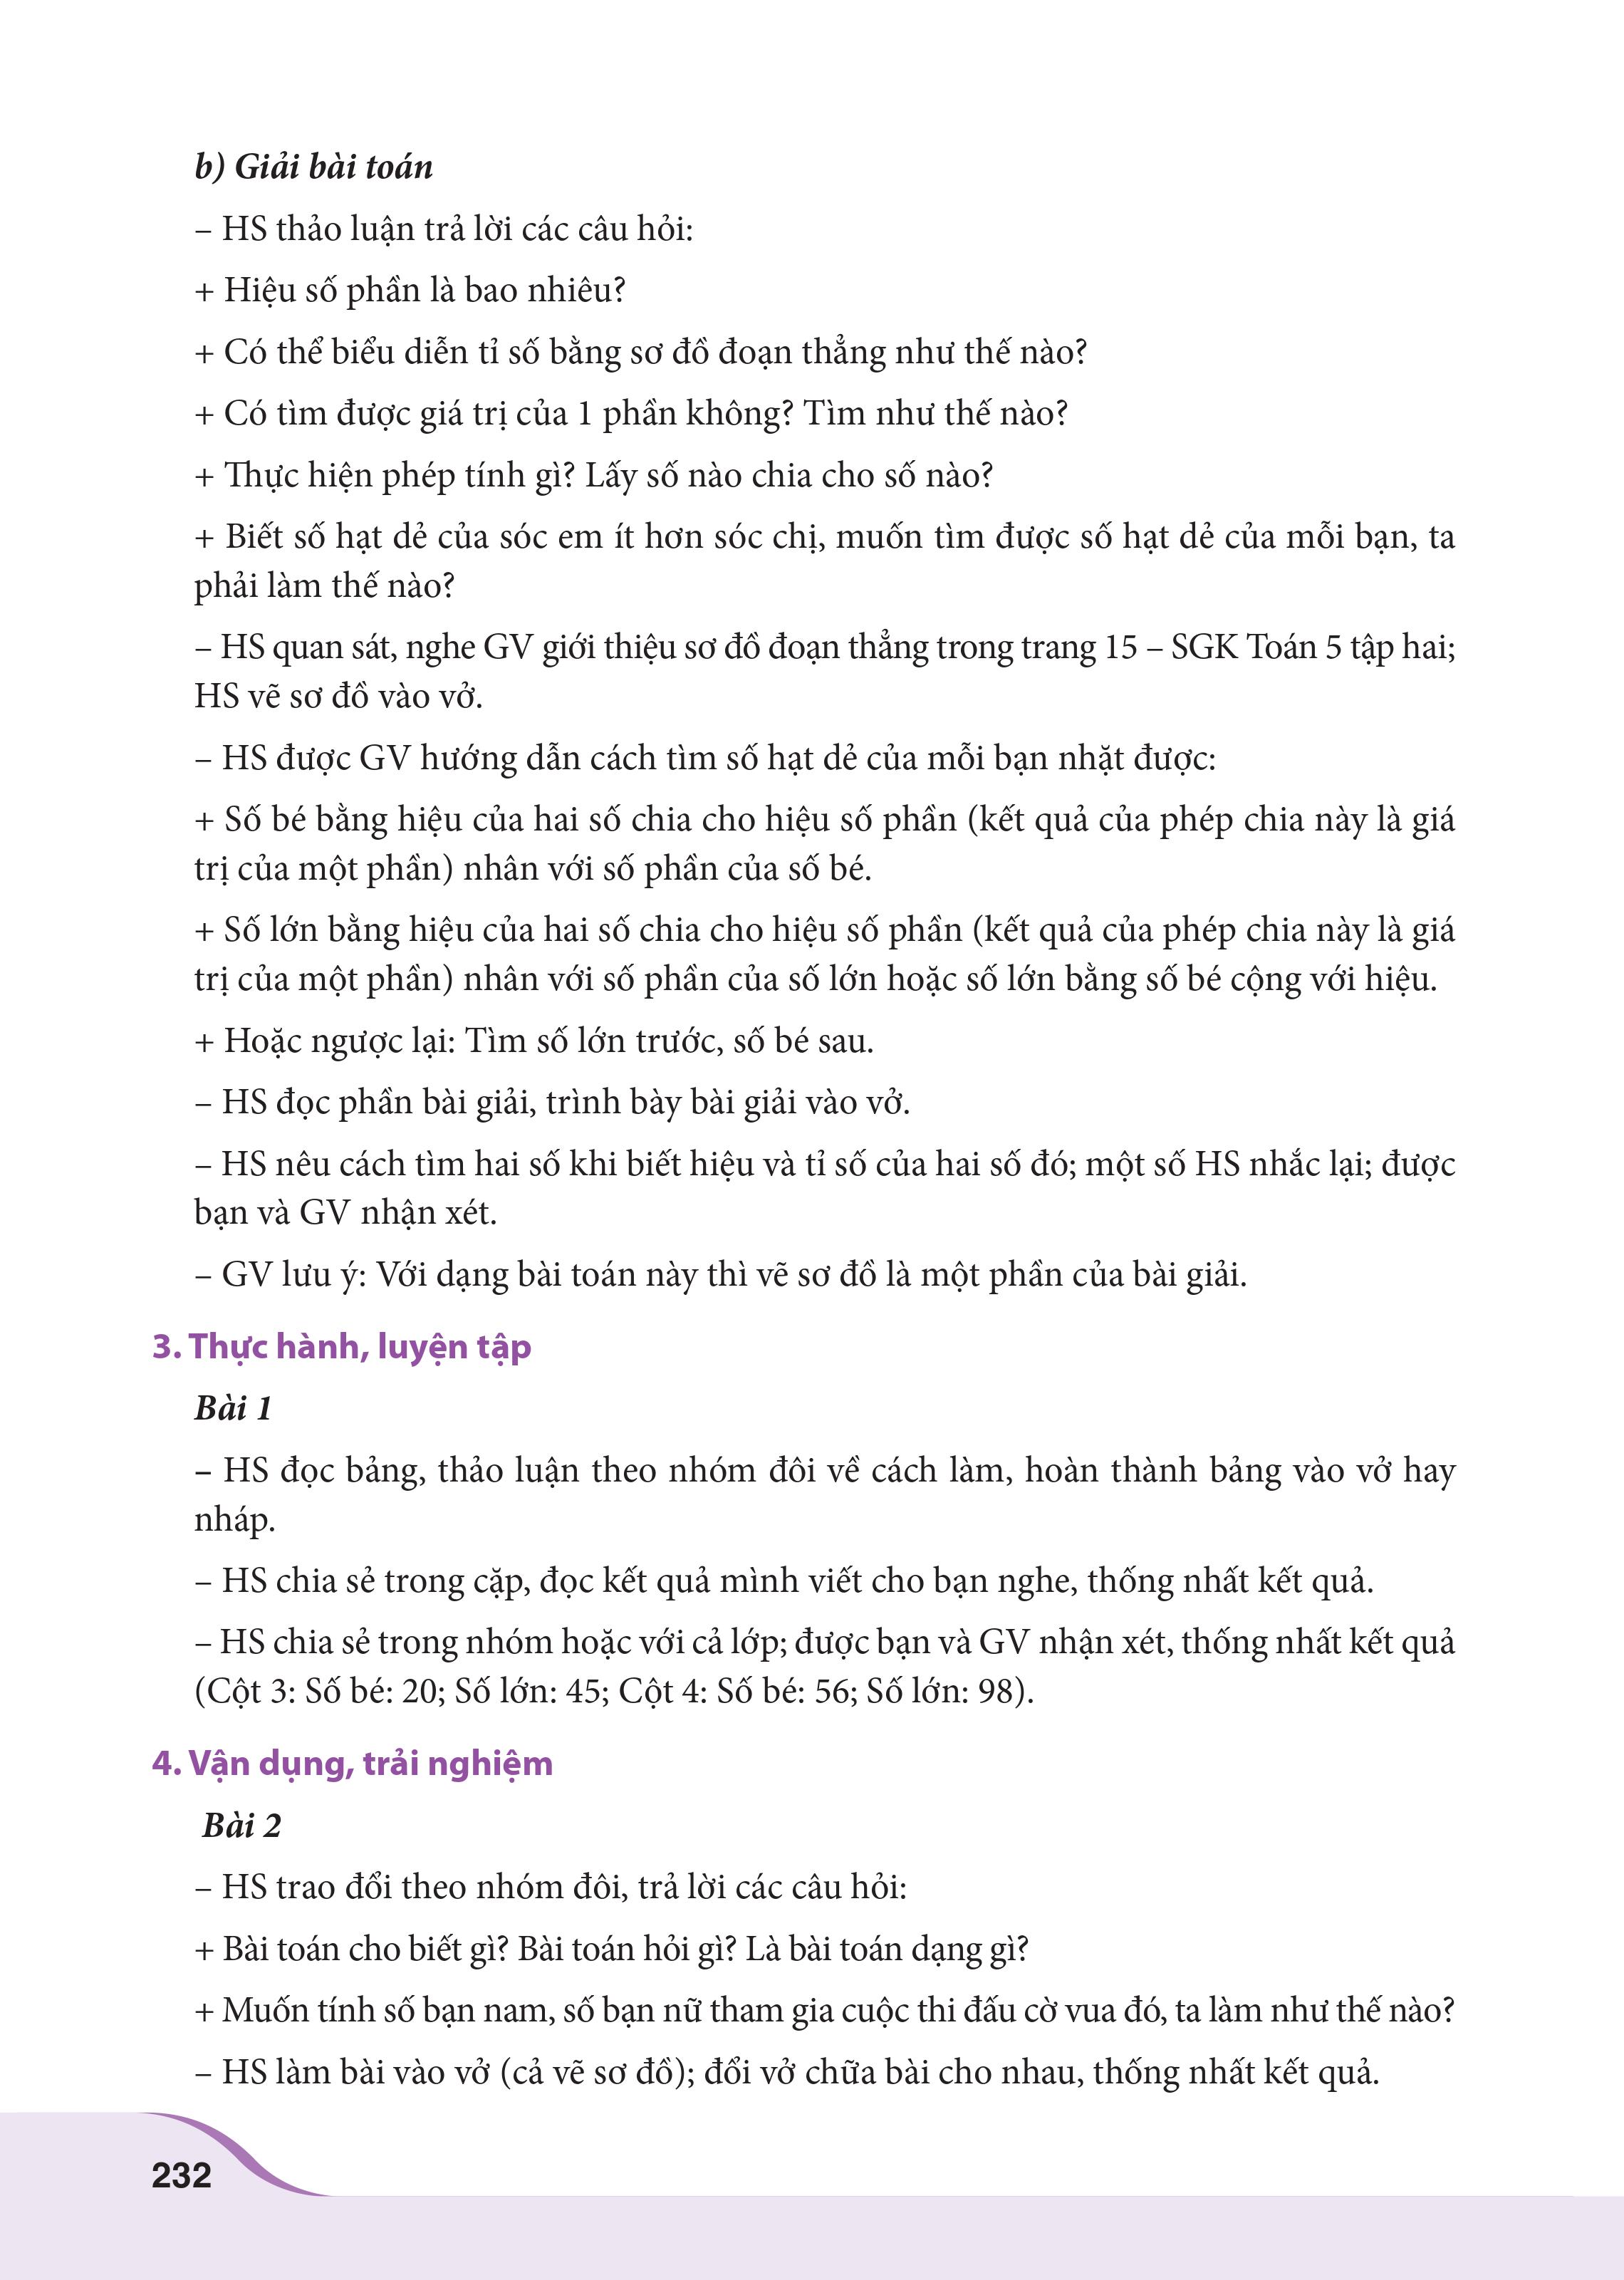 b) Giải bài toán
– HS thảo luận trả lời các câu hỏi:
+ Hiệu số phần là bao nhiêu?
+ Có thể biểu diễn tỉ số bằng sơ đồ đoạn thẳng như thế nào?
+ Có tìm được giá trị của 1 phần không? Tìm như thế nào?
+ Thực hiện phép tính gì? Lấy số nào chia cho số nào?
+ Biết số hạt dẻ của sóc em ít hơn sóc chị, muốn tìm được số hạt dẻ của mỗi bạn, ta
phải làm thế nào?
– HS quan sát, nghe GV giới thiệu sơ đồ đoạn thẳng trong trang 15 – SGK Toán 5 tập hai;
HS vẽ sơ đồ vào vở.
– HS được GV hướng dẫn cách tìm số hạt dẻ của mỗi bạn nhặt được:
+ Số bé bằng hiệu của hai số chia cho hiệu số phần (kết quả của phép chia này là giá
trị của một phần) nhân với số phần của số bé.
+ Số lớn bằng hiệu của hai số chia cho hiệu số phần (kết quả của phép chia này là giá
trị của một phần) nhân với số phần của số lớn hoặc số lớn bằng số bé cộng với hiệu.
+ Hoặc ngược lại: Tìm số lớn trước, số bé sau.
– HS đọc phần bài giải, trình bày bài giải vào vở.
– HS nêu cách tìm hai số khi biết hiệu và tỉ số của hai số đó; một số HS nhắc lại; được
bạn và GV nhận xét.
– GV lưu ý: Với dạng bài toán này thì vẽ sơ đồ là một phần của bài giải.
3. Thực hành, luyện tập
Bài 1
– HS đọc bảng, thảo luận theo nhóm đôi về cách làm, hoàn thành bảng vào vở hay
nháp.
– HS chia sẻ trong cặp, đọc kết quả mình viết cho bạn nghe, thống nhất kết quả.
– HS chia sẻ trong nhóm hoặc với cả lớp; được bạn và GV nhận xét, thống nhất kết quả
(Cột 3: Số bé: 20; Số lớn: 45; Cột 4: Số bé: 56; Số lớn: 98).
4. Vận dụng, trải nghiệm
Bài 2
– HS trao đổi theo nhóm đôi, trả lời các câu hỏi:
+ Bài toán cho biết gì? Bài toán hỏi gì? Là bài toán dạng gì?
+ Muốn tính số bạn nam, số bạn nữ tham gia cuộc thi đấu cờ vua đó, ta làm như thế nào?
– HS làm bài vào vở (cả vẽ sơ đồ); đổi vở chữa bài cho nhau, thống nhất kết quả.
232